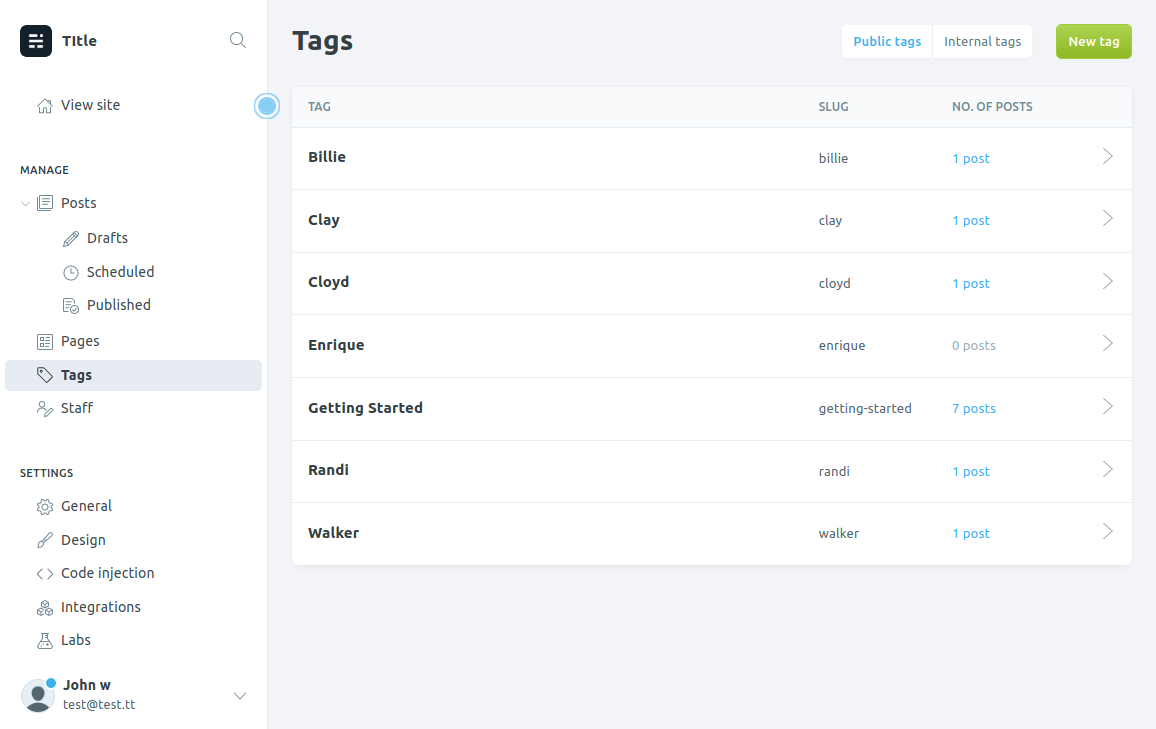 TItle
View site
MANAGE
Posts
Drafts
Scheduled
Published
Pages
Tags
Staff
SETTINGS
General
Design
Code injection
Integrations
Labs
John w
test@test.tt
Tags
Public tags Internal tags New tag
TAG SLUG NO. OF POSTS
Billie billie 1 post
Clay clay 1 post
Cloyd cloyd 1 post
Enrique enrique 0 posts
Getting Started getting-started 7 posts
Randi randi 1 post
Walker walker 1 post